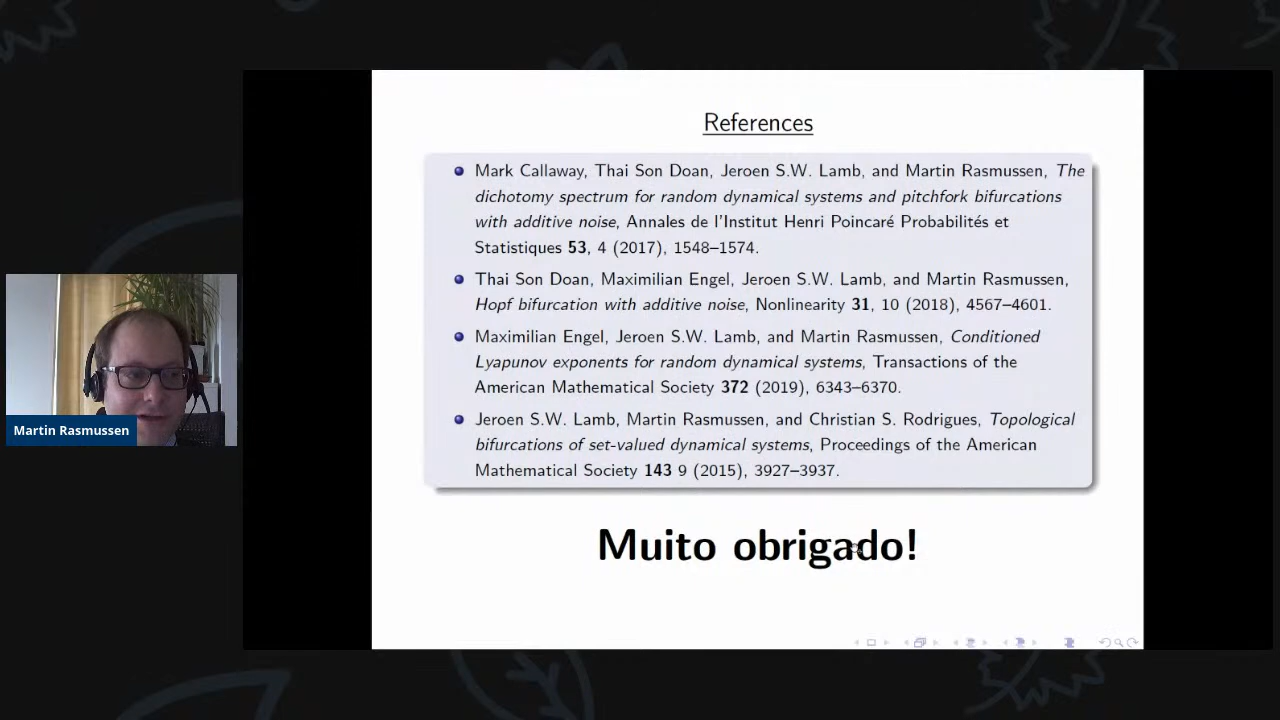 References
Mark Callaway, Thai Son Doan, Jeroen S.W. Lamb, and Martin Rasmussen, The
dichotomy spectrum for random dynamical systems and pitchfork bifurcations
with additive noise, Annales de l'Institut Henri Poincaré Probabilités et
Statistiques 53, 4 (2017), 1548–1574.
Thai Son Doan, Maximilian Engel, Jeroen S.W. Lamb, and Martin Rasmussen,
Hopf bifurcation with additive noise, Nonlinearity 31, 10 (2018), 4567–4601.
Maximilian Engel, Jeroen S.W. Lamb, and Martin Rasmussen, Conditioned
Lyapunov exponents for random dynamical systems, Transactions of the
American Mathematical Society 372 (2019), 6343–6370.
Jeroen S.W. Lamb, Martin Rasmussen, and Christian S. Rodrigues, Topological
bifurcations of set-valued dynamical systems, Proceedings of the American
Mathematical Society 143 9 (2015), 3927–3937.
Muito obrigado!
Martin Rasmussen